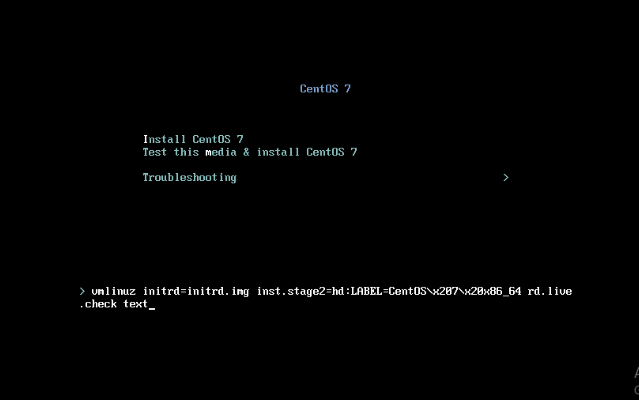 CentOS 7
Install CentOS 7
Test this media & install CentOS 7
Troubleshooting >
> vmlinuz initrd=initrd.img inst.stage2=hd:LABEL=CentOS\x207\x20x86_64 rd.live
.check text_